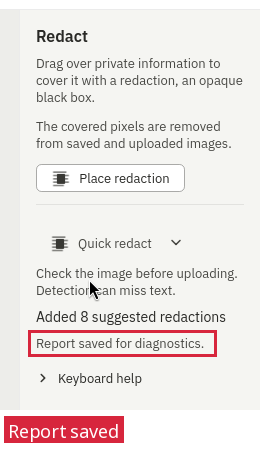 Redact
Drag over private information to
cover it with a redaction, an opaque
black box.
The covered pixels are removed
from saved and uploaded images.
Place redaction
Quick redact
Check the image before uploading.
Detection can miss text.
Added 8 suggested redactions
Report saved for diagnostics.
Keyboard help
Report saved